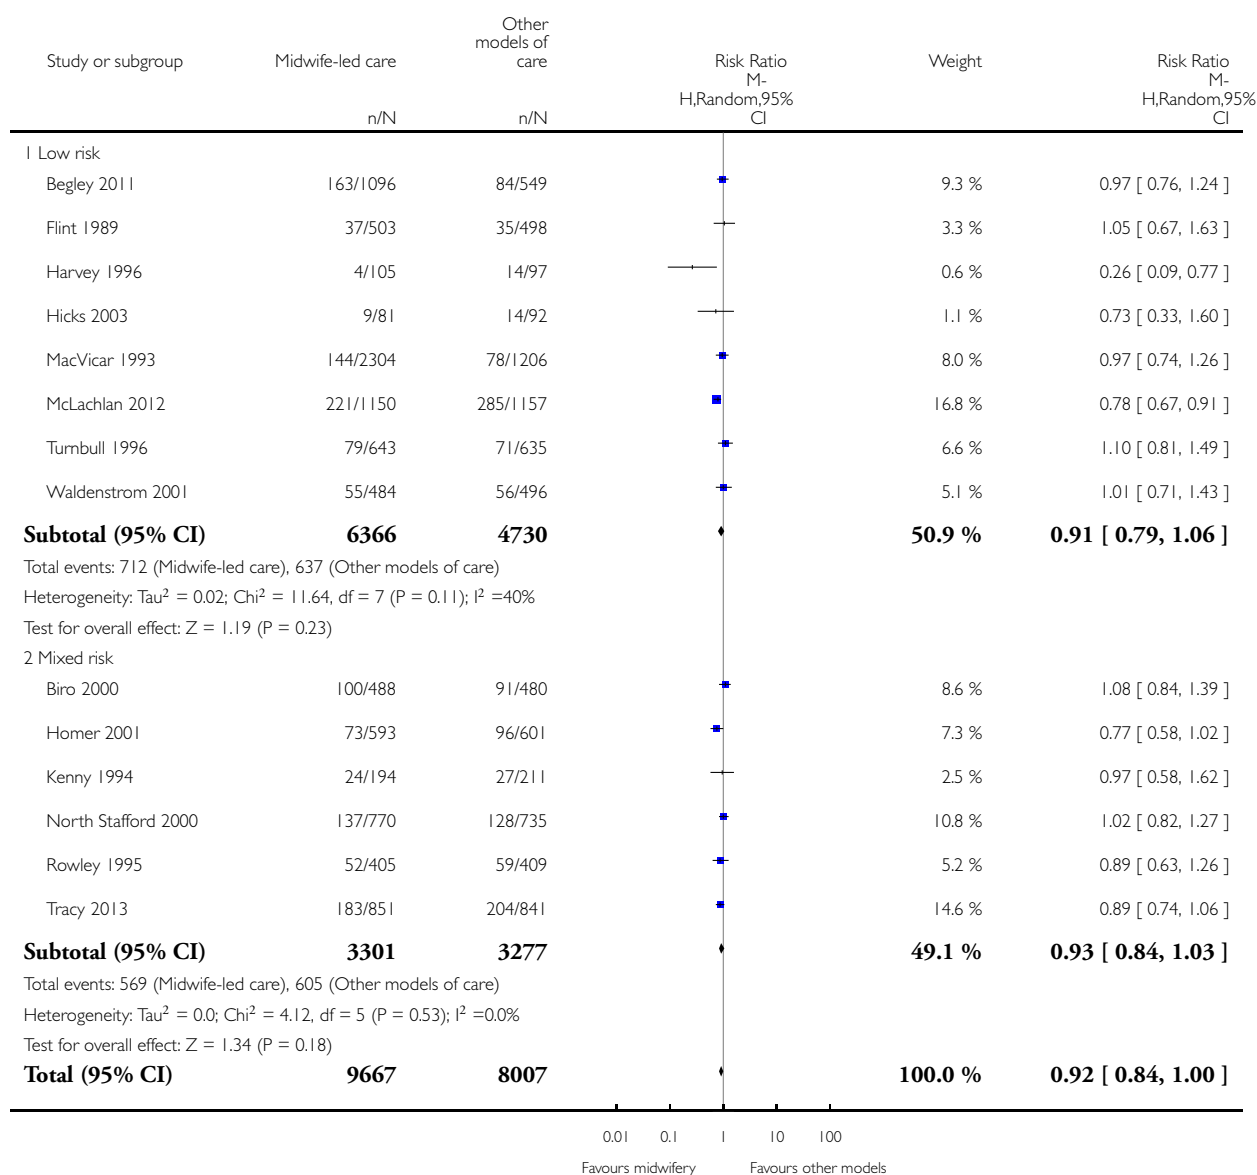 Study or subgroup Midwife-led care Other models of care Risk Ratio Weight Risk Ratio
n/N n/N M-H,Random,95% CI M-H,Random,95% CI
1 Low risk
Begley 2011 163/1096 84/549 9.3 % 0.97 [ 0.76, 1.24 ]
Flint 1989 37/503 35/498 3.3 % 1.05 [ 0.67, 1.63 ]
Harvey 1996 4/105 14/97 0.6 % 0.26 [ 0.09, 0.77 ]
Hicks 2003 9/81 14/92 1.1 % 0.73 [ 0.33, 1.60 ]
MacVicar 1993 144/2304 78/1206 8.0 % 0.97 [ 0.74, 1.26 ]
McLachlan 2012 221/1150 285/1157 16.8 % 0.78 [ 0.67, 0.91 ]
Turnbull 1996 79/643 71/635 6.6 % 1.10 [ 0.81, 1.49 ]
Waldenstrom 2001 55/484 56/496 5.1 % 1.01 [ 0.71, 1.43 ]
Subtotal (95% CI) 6366 4730 50.9 % 0.91 [ 0.79, 1.06 ]
Total events: 712 (Midwife-led care), 637 (Other models of care)
Heterogeneity: Tau² = 0.02; Chi² = 11.64, df = 7 (P = 0.11); I² =40%
Test for overall effect: Z = 1.19 (P = 0.23)
2 Mixed risk
Biro 2000 100/488 91/480 8.6 % 1.08 [ 0.84, 1.39 ]
Homer 2001 73/593 96/601 7.3 % 0.77 [ 0.58, 1.02 ]
Kenny 1994 24/194 27/211 2.5 % 0.97 [ 0.58, 1.62 ]
North Stafford 2000 137/770 128/735 10.8 % 1.02 [ 0.82, 1.27 ]
Rowley 1995 52/405 59/409 5.2 % 0.89 [ 0.63, 1.26 ]
Tracy 2013 183/851 204/841 14.6 % 0.89 [ 0.74, 1.06 ]
Subtotal (95% CI) 3301 3277 49.1 % 0.93 [ 0.84, 1.03 ]
Total events: 569 (Midwife-led care), 605 (Other models of care)
Heterogeneity: Tau² = 0.0; Chi² = 4.12, df = 5 (P = 0.53); I² =0.0%
Test for overall effect: Z = 1.34 (P = 0.18)
Total (95% CI) 9667 8007 100.0 % 0.92 [ 0.84, 1.00 ]
0.01 0.1 1 10 100
Favours midwifery Favours other models